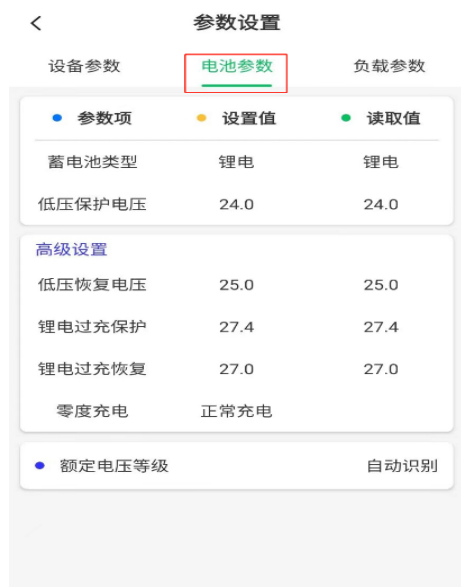 参数设置
设备参数 电池参数 负载参数
参数项 设置值 读取值
蓄电池类型 锂电 锂电
低压保护电压 24.0 24.0
高级设置
低压恢复电压 25.0 25.0
锂电过充保护 27.4 27.4
锂电过充恢复 27.0 27.0
零度充电 正常充电
额定电压等级 自动识别